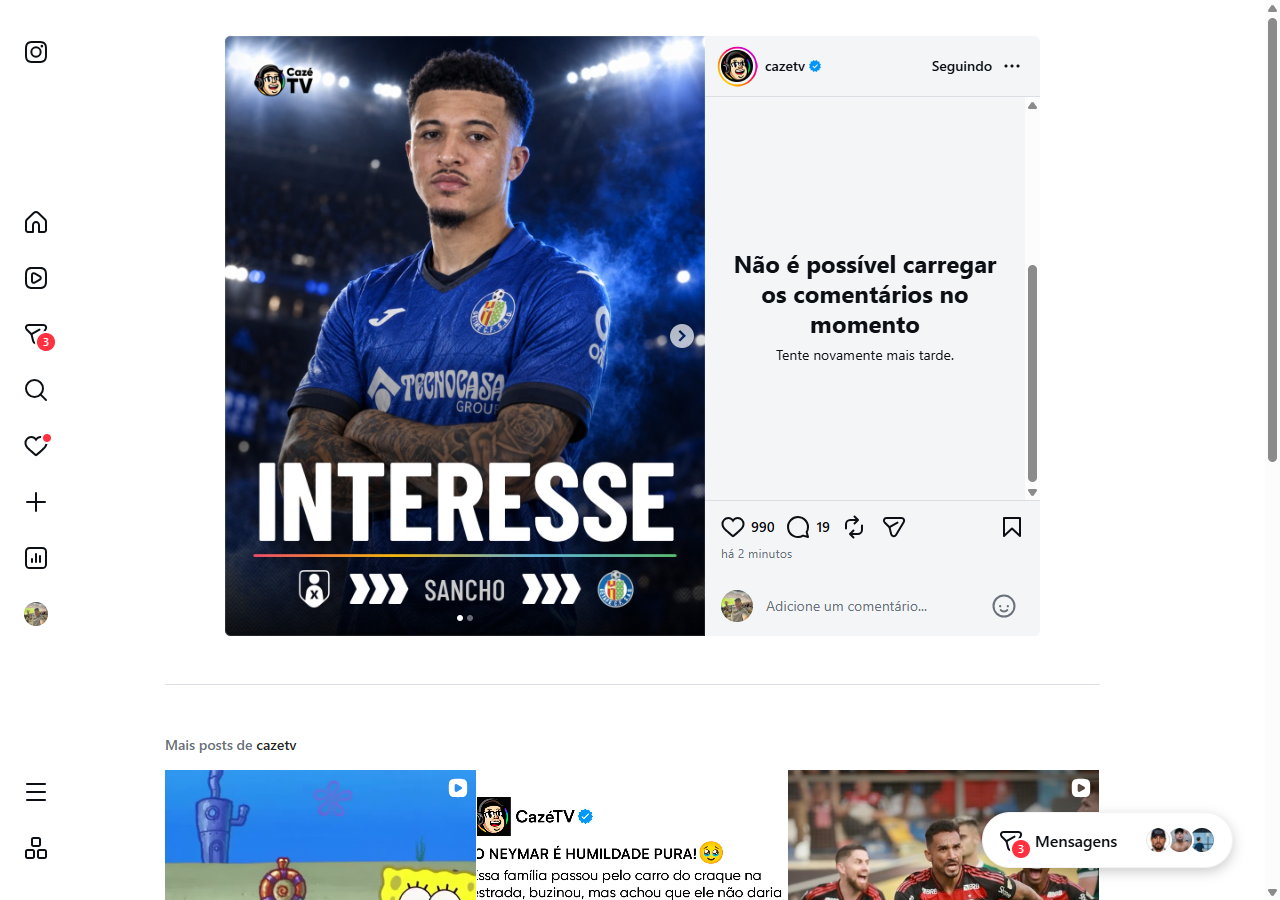 Cazé
TV
TECNOCASA
GROUP
INTERESSE
X
SANCHO
cazetv
Seguindo
Não é possível carregar
os comentários no
momento
Tente novamente mais tarde.
990
19
há 2 minutos
Adicione um comentário...
3
Mais posts de cazetv
CazéTV
O NEYMAR É HUMILDADE PURA!
Essa família passou pelo carro do craque na
estrada, buzinou, mas achou que ele não daria
3
Mensagens